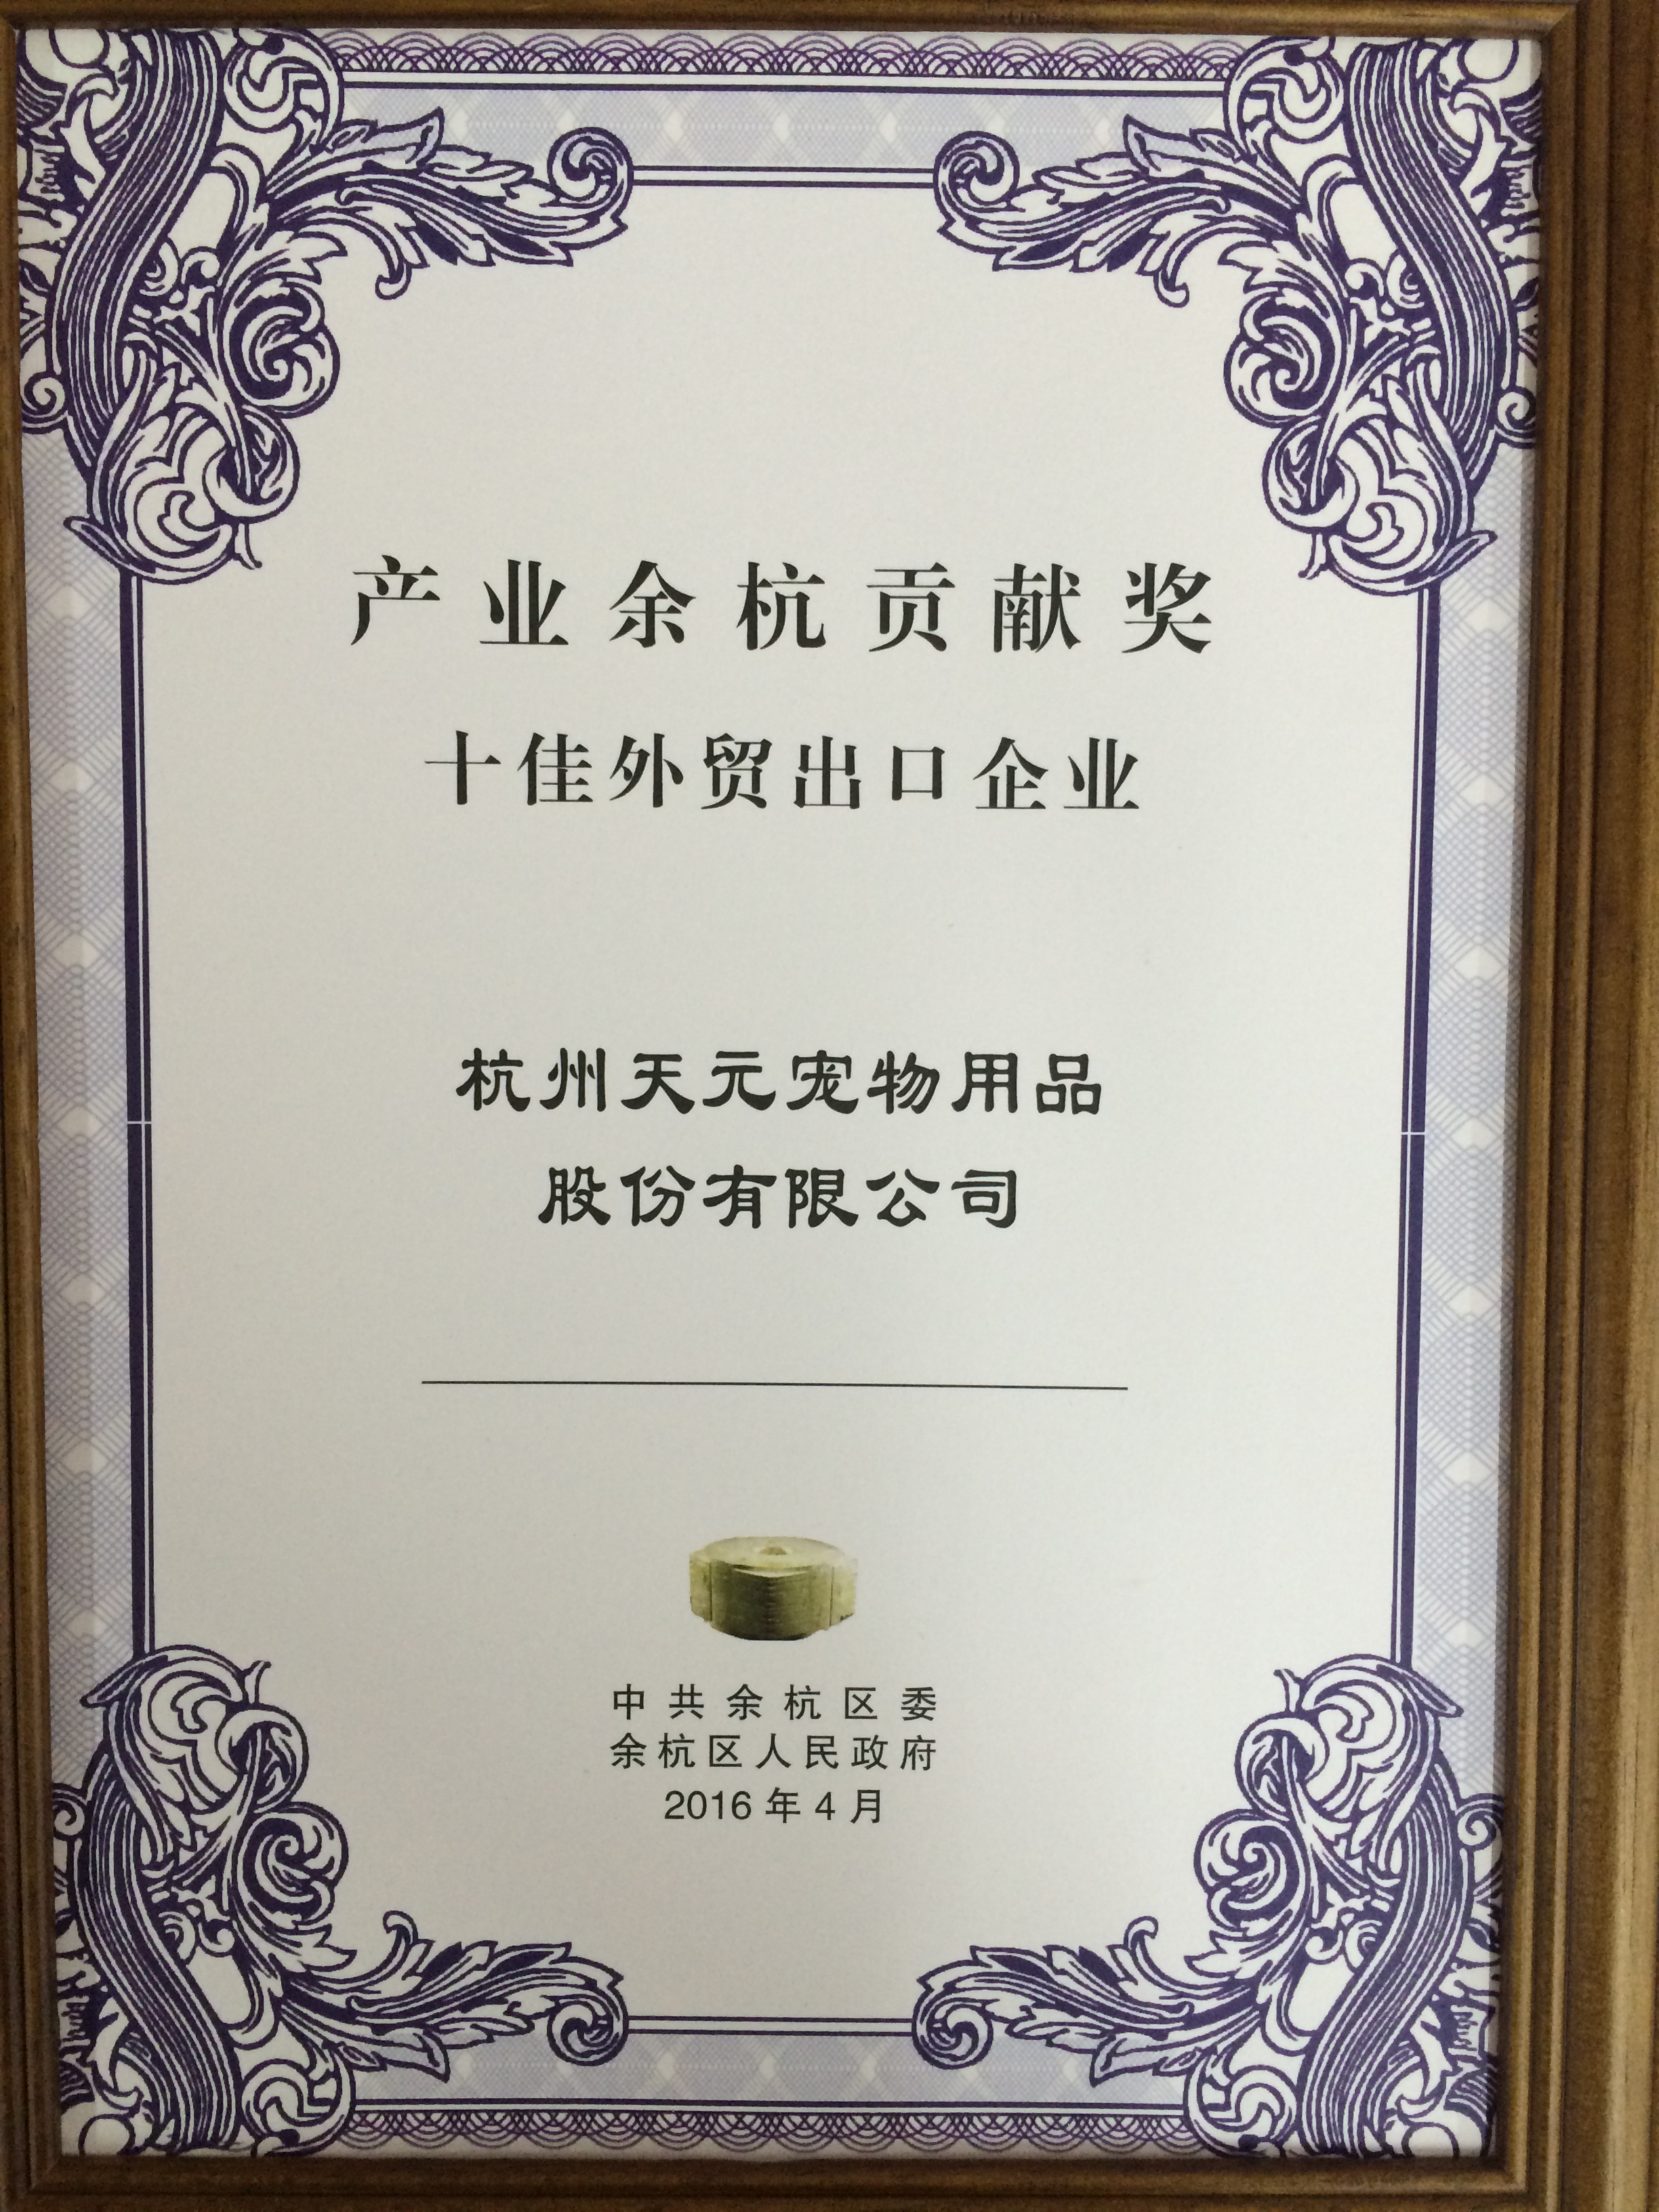 产业余杭贡献奖
十佳外贸出口企业
杭州天元宠物用品
股份有限公司
中共余杭区委
余杭区人民政府
2016年4月